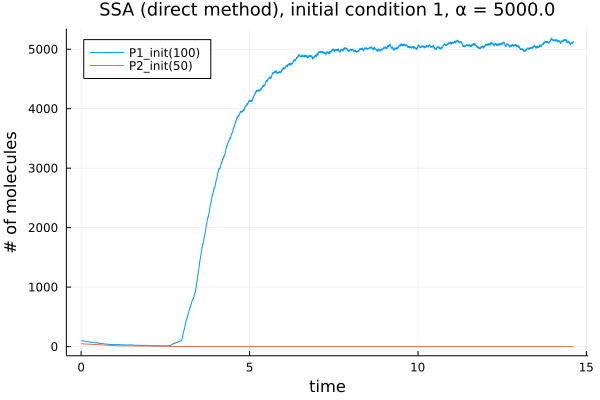 SSA (direct method), initial condition 1, α = 5000.0
P1_init(100)
P2_init(50)
# of molecules
5000
4000
3000
2000
1000
0
0 5 10 15
time